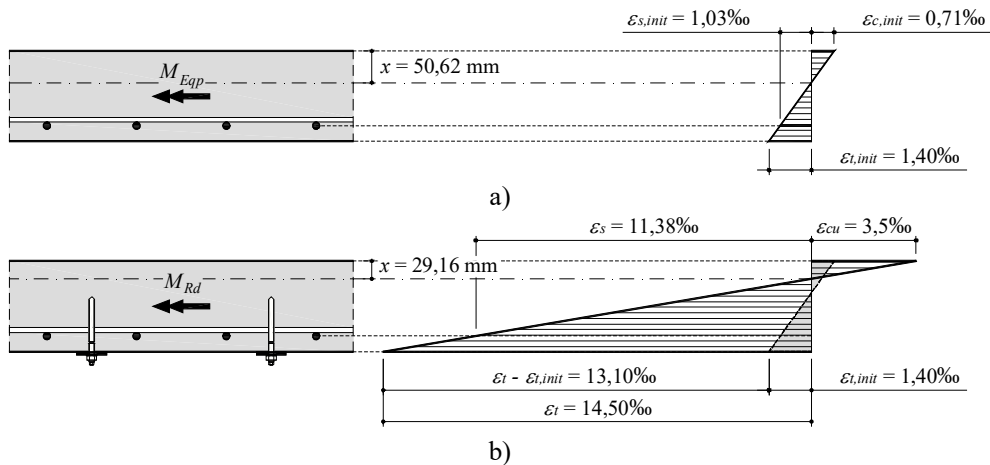 εs,init = 1,03‰ εc,init = 0,71‰
x = 50,62 mm
MEqp
εt,init = 1,40‰
a)
εs = 11,38‰ εcu = 3,5‰
x = 29,16 mm
MRd
εt - εt,init = 13,10‰ εt,init = 1,40‰
εt = 14,50‰
b)